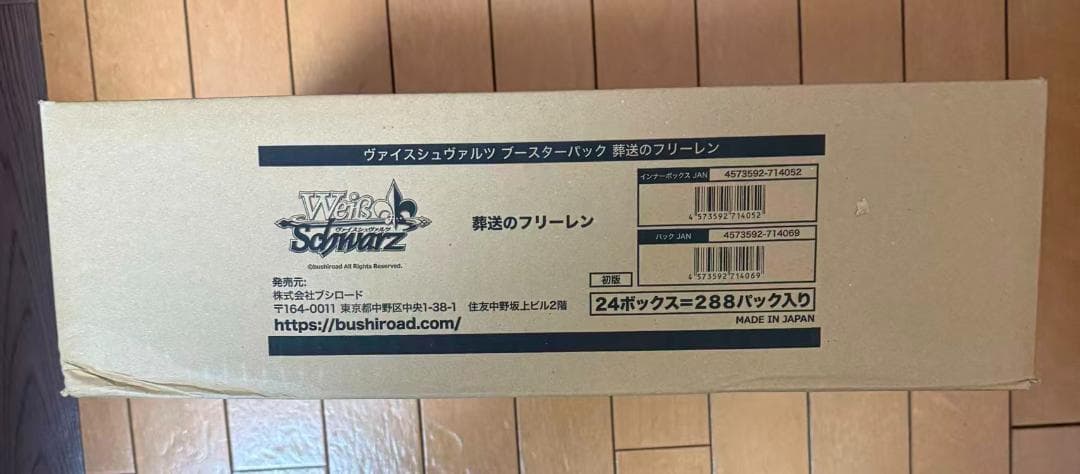 ヴァイスシュヴァルツ ブースターパック 葬送のフリーレン
Weiß
ヴァイスシュヴァルツ
Schwarz
©bushiroad All Rights Reserved.
葬送のフリーレン
インナーボックス JAN 4573592-714052
4 573592 714052
パック JAN 4573592-714069
4 573592 714069
発売元:
株式会社ブシロード
〒164-0011 東京都中野区中央1-38-1 住友中野坂上ビル2階
https://bushiroad.com/
初版
24ボックス=288パック入り
MADE IN JAPAN